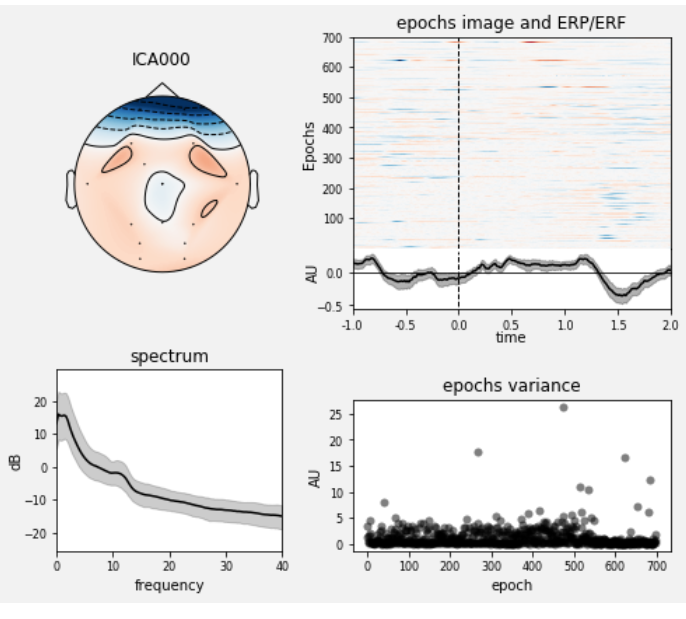 ICA000
epochs image and ERP/ERF
700
600
500
400
300
200
100
Epochs
0.0
−0.5
AU
-1.0 -0.5 0.0 0.5 1.0 1.5 2.0
time
spectrum
20
10
0
−10
−20
dB
0 10 20 30 40
frequency
epochs variance
25
20
15
10
5
0
AU
0 100 200 300 400 500 600 700
epoch